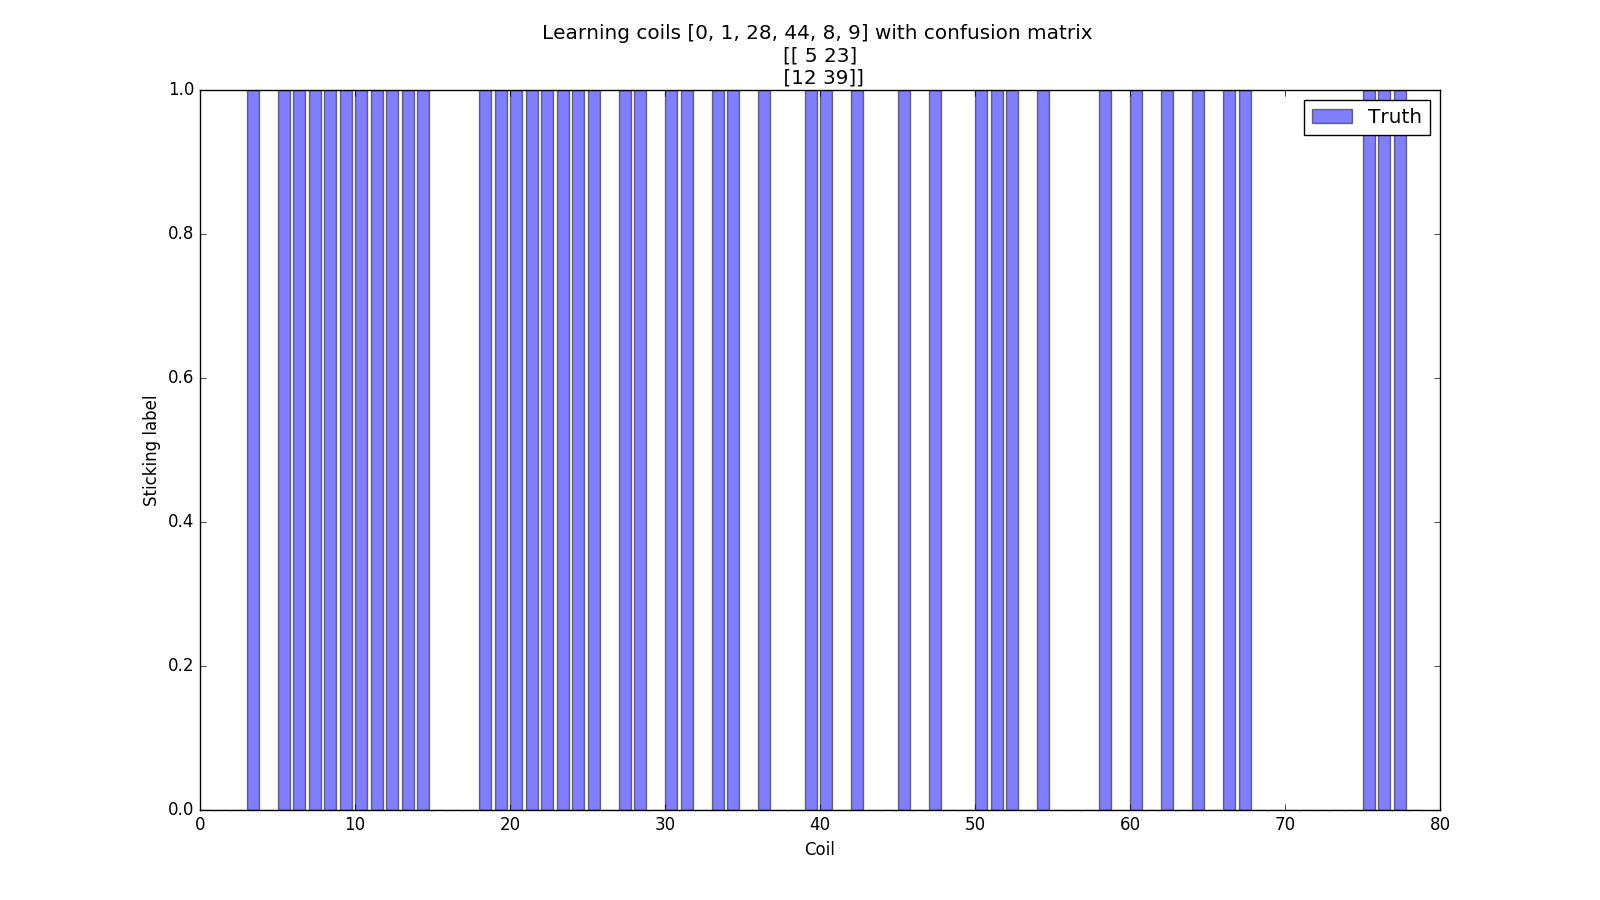 Learning coils [0, 1, 28, 44, 8, 9] with confusion matrix
[[ 5 23]
[12 39]]
Truth
1.0
0.8
0.6
0.4
0.2
0.0
Sticking label
0 10 20 30 40 50 60 70 80
Coil